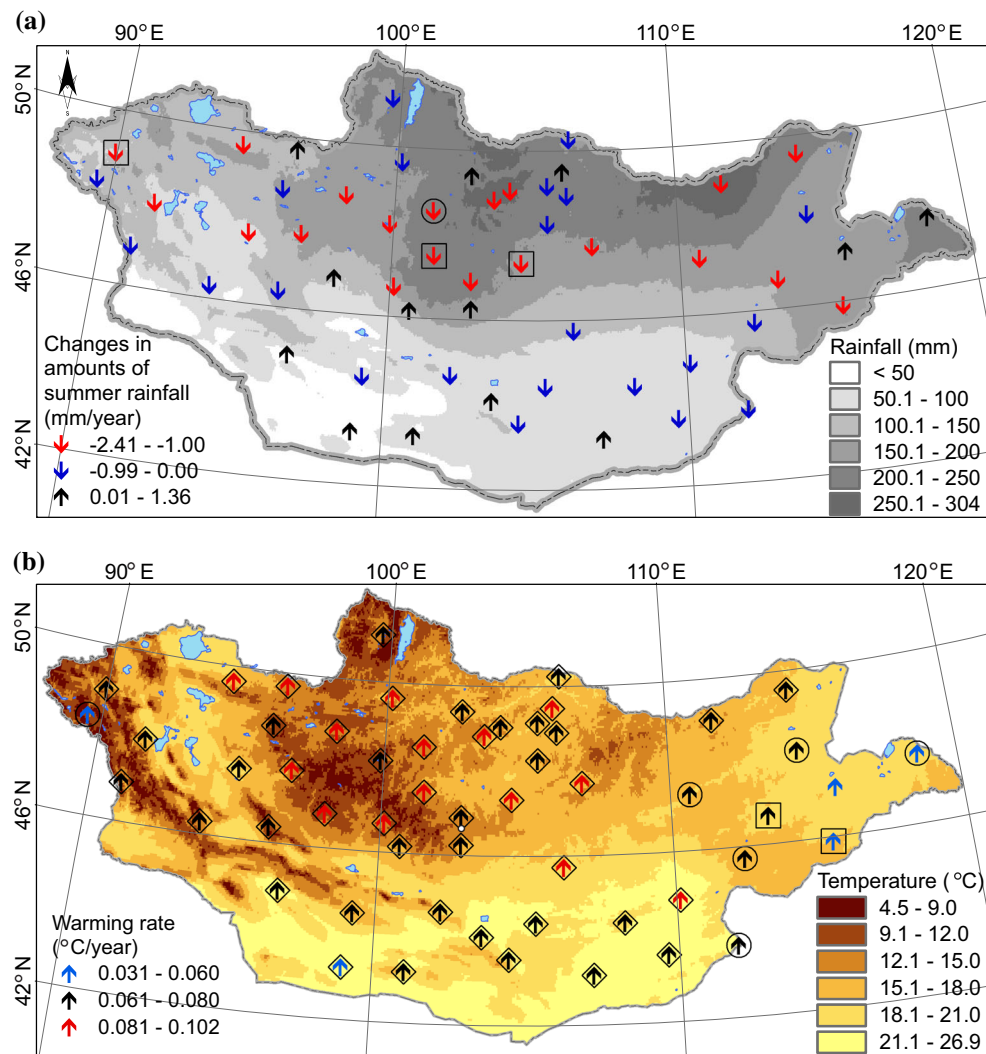 (a)
90° E 100° E 110° E 120° E
N
S
50° N
46° N
42° N
Changes in
amounts of
summer rainfall
(mm/year)
-2.41 - -1.00
-0.99 - 0.00
0.01 - 1.36
Rainfall (mm)
< 50
50.1 - 100
100.1 - 150
150.1 - 200
200.1 - 250
250.1 - 304
(b)
90° E 100° E 110° E 120° E
50° N
46° N
42° N
Warming rate
(°C/year)
0.031 - 0.060
0.061 - 0.080
0.081 - 0.102
Temperature ( °C)
4.5 - 9.0
9.1 - 12.0
12.1 - 15.0
15.1 - 18.0
18.1 - 21.0
21.1 - 26.9